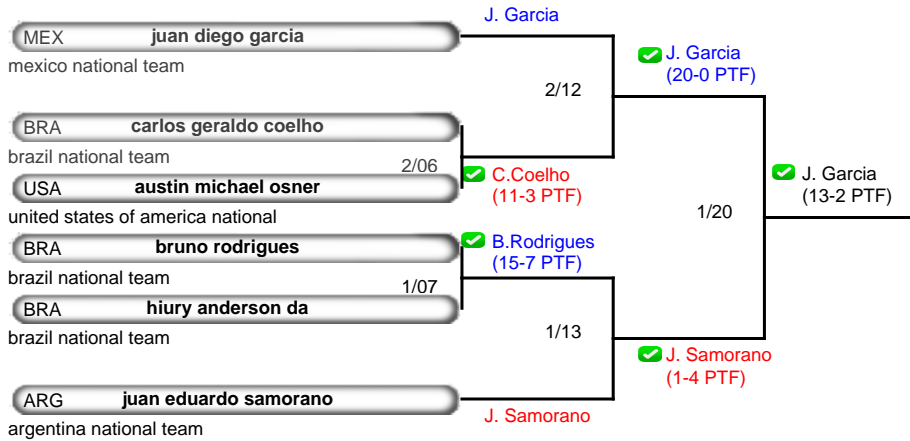 J. Garcia
MEX juan diego garcia
mexico national team
J. Garcia
(20-0 PTF)
2/12
BRA carlos geraldo coelho
brazil national team
2/06
C.Coelho
(11-3 PTF)
USA austin michael osner
united states of america national
J. Garcia
(13-2 PTF)
1/20
BRA bruno rodrigues
brazil national team
B.Rodrigues
(15-7 PTF)
1/07
BRA hiury anderson da
brazil national team
1/13
J. Samorano
(1-4 PTF)
ARG juan eduardo samorano
argentina national team
J. Samorano